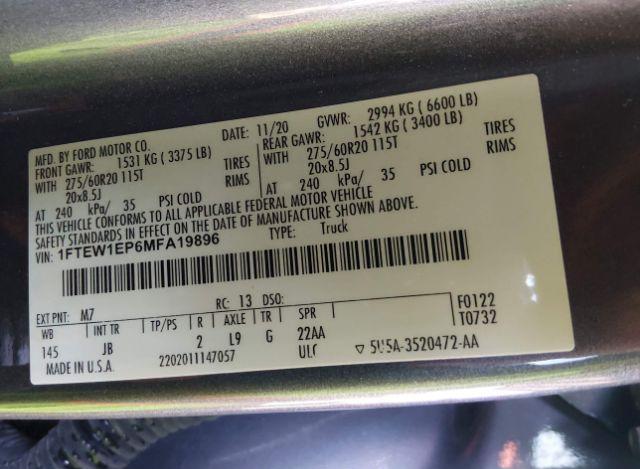 MFD. BY FORD MOTOR CO.
DATE: 11/20 GVWR: 2994 KG ( 6600 LB)
FRONT GAWR: 1531 KG ( 3375 LB)
REAR GAWR: 1542 KG ( 3400 LB)
WITH 275/60R20 115T TIRES
WITH 275/60R20 115T TIRES
20x8.5J RIMS
20x8.5J RIMS
AT 240 kPa/ 35 PSI COLD
AT 240 kPa/ 35 PSI COLD
THIS VEHICLE CONFORMS TO ALL APPLICABLE FEDERAL MOTOR VEHICLE
SAFETY STANDARDS IN EFFECT ON THE DATE OF MANUFACTURE SHOWN ABOVE.
VIN: 1FTEW1EP6MFA19896 TYPE: Truck
EXT PNT: M7 RC: 13 DSO:
WB INT TR TP/PS R AXLE TR SPR
F0122
T0732
145 JB 2 L9 G 22AA
MADE IN U.S.A. 2202011147057 ULC
▽ 5U5A-3520472-AA